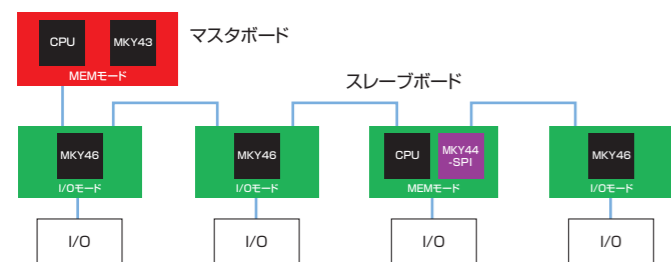 CPU
MKY43
マスタボード
MEMモード
スレーブボード
MKY46
MKY46
CPU
MKY44
-SPI
MKY46
I/Oモード
I/Oモード
MEMモード
I/Oモード
I/O
I/O
I/O
I/O